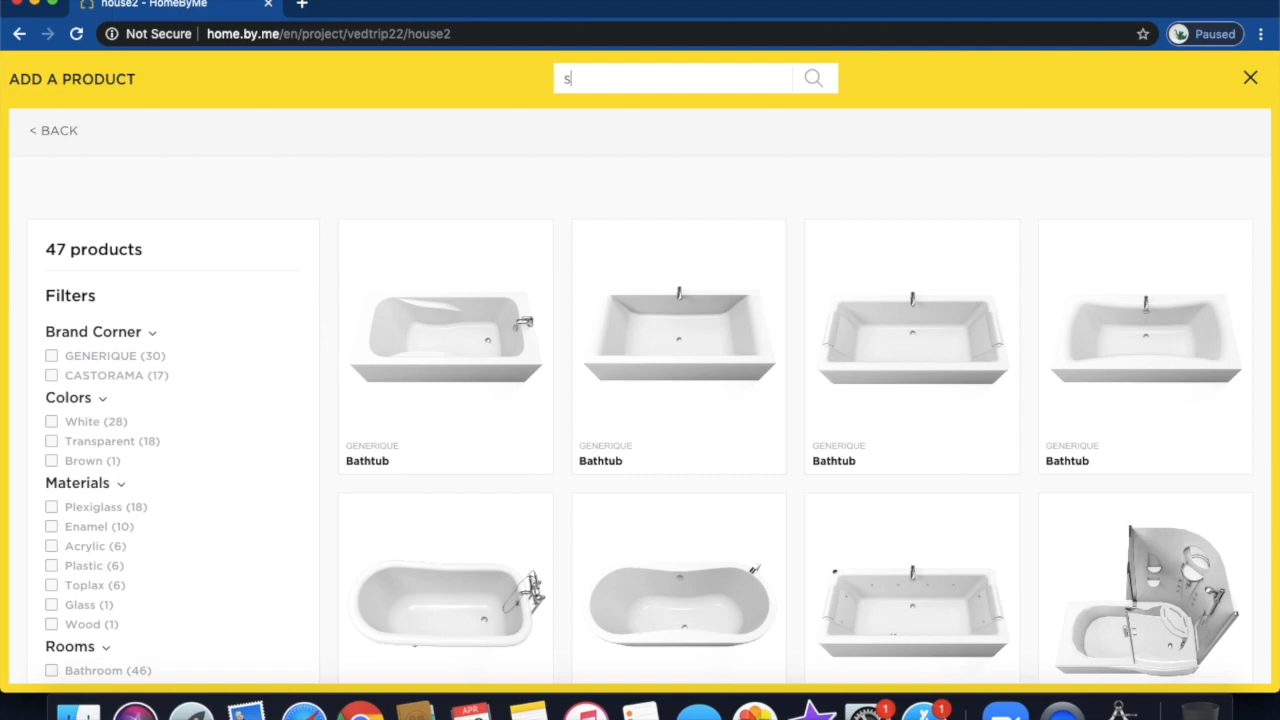 house2 - HomeByMe
Not Secure
home.by.me/en/project/vedtrip22/house2
Paused
ADD A PRODUCT
s
< BACK
47 products
Filters
Brand Corner
GENERIQUE (30)
CASTORAMA (17)
Colors
White (28)
Transparent (18)
Brown (1)
Materials
Plexiglass (18)
Enamel (10)
Acrylic (6)
Plastic (6)
Toplax (6)
Glass (1)
Wood (1)
Rooms
Bathroom (46)
GENERIQUE
Bathtub
GENERIQUE
Bathtub
GENERIQUE
Bathtub
GENERIQUE
Bathtub
APR
1
1